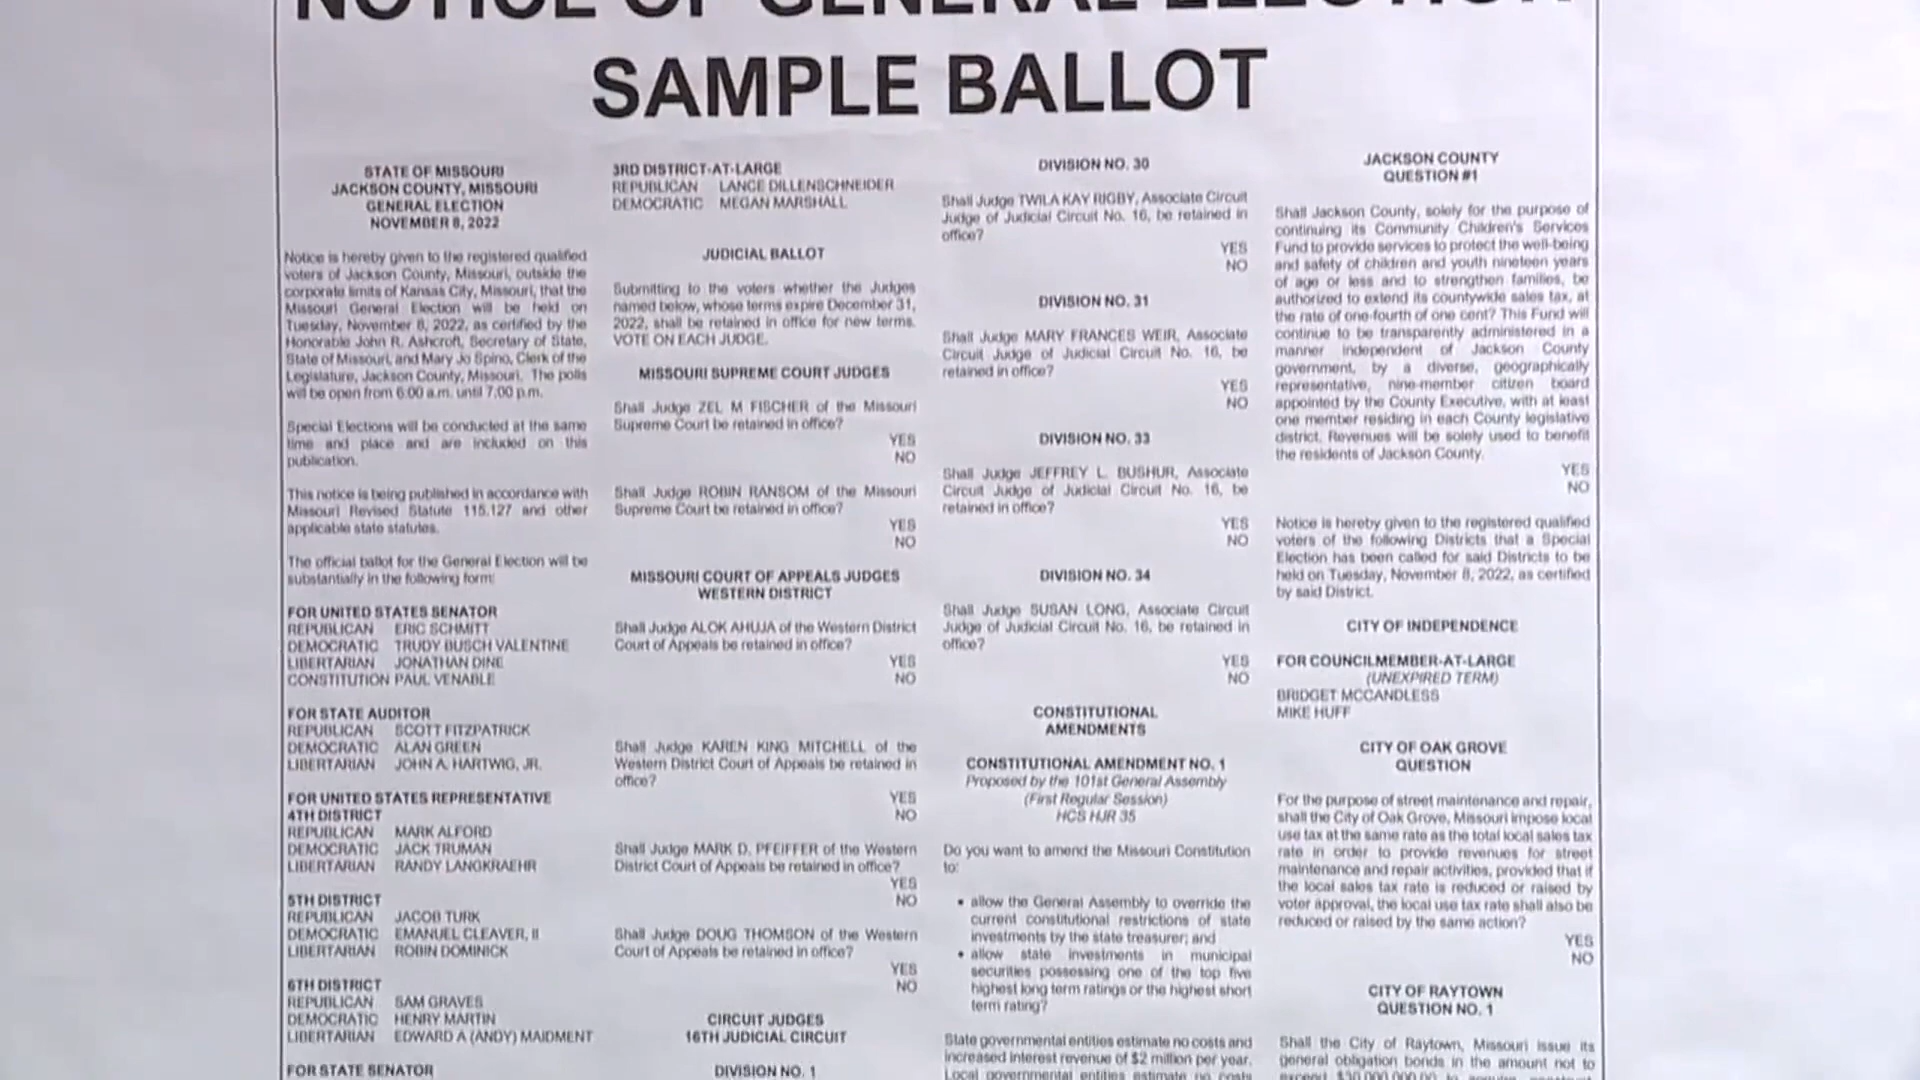 NOTICE OF GENERAL ELECTION
SAMPLE BALLOT
STATE OF MISSOURI
JACKSON COUNTY, MISSOURI
GENERAL ELECTION
NOVEMBER 8, 2022
Notice is hereby given to the registered qualified
voters of Jackson County, Missouri, outside the
corporate limits of Kansas City, Missouri, that the
Missouri General Election will be held on
Tuesday, November 8, 2022, as certified by the
Honorable John R. Ashcroft, Secretary of State,
State of Missouri, and Mary Jo Spino, Clerk of the
Legislature, Jackson County, Missouri. The polls
will be open from 6:00 a.m. until 7:00 p.m.
Special Elections will be conducted at the same
time and place and are included on this
publication.
This notice is being published in accordance with
Missouri Revised Statute 115.127 and other
applicable state statutes.
The official ballot for the General Election will be
substantially in the following form:
FOR UNITED STATES SENATOR
REPUBLICAN ERIC SCHMITT
DEMOCRATIC TRUDY BUSCH VALENTINE
LIBERTARIAN JONATHAN DINE
CONSTITUTION PAUL VENABLE
FOR STATE AUDITOR
REPUBLICAN SCOTT FITZPATRICK
DEMOCRATIC ALAN GREEN
LIBERTARIAN JOHN A. HARTWIG, JR.
FOR UNITED STATES REPRESENTATIVE
4TH DISTRICT
REPUBLICAN MARK ALFORD
DEMOCRATIC JACK TRUMAN
LIBERTARIAN RANDY LANGKRAEHR
5TH DISTRICT
REPUBLICAN JACOB TURK
DEMOCRATIC EMANUEL CLEAVER, II
LIBERTARIAN ROBIN DOMINICK
6TH DISTRICT
REPUBLICAN SAM GRAVES
DEMOCRATIC HENRY MARTIN
LIBERTARIAN EDWARD A (ANDY) MAIDMENT
FOR STATE SENATOR
3RD DISTRICT-AT-LARGE
REPUBLICAN LANCE DILLENSCHNEIDER
DEMOCRATIC MEGAN MARSHALL
JUDICIAL BALLOT
Submitting to the voters whether the Judges
named below, whose terms expire December 31,
2022, shall be retained in office for new terms.
VOTE ON EACH JUDGE.
MISSOURI SUPREME COURT JUDGES
Shall Judge ZEL M FISCHER of the Missouri
Supreme Court be retained in office?
YES
NO
Shall Judge ROBIN RANSOM of the Missouri
Supreme Court be retained in office?
YES
NO
MISSOURI COURT OF APPEALS JUDGES
WESTERN DISTRICT
Shall Judge ALOK AHUJA of the Western District
Court of Appeals be retained in office?
YES
NO
Shall Judge KAREN KING MITCHELL of the
Western District Court of Appeals be retained in
office?
YES
NO
Shall Judge MARK D. PFEIFFER of the Western
District Court of Appeals be retained in office?
YES
NO
Shall Judge DOUG THOMSON of the Western
Court of Appeals be retained in office?
YES
NO
CIRCUIT JUDGES
16TH JUDICIAL CIRCUIT
DIVISION NO. 1
DIVISION NO. 30
Shall Judge TWILA KAY RIGBY, Associate Circuit
Judge of Judicial Circuit No. 16, be retained in
office?
YES
NO
DIVISION NO. 31
Shall Judge MARY FRANCES WEIR, Associate
Circuit Judge of Judicial Circuit No. 16, be
retained in office?
YES
NO
DIVISION NO. 33
Shall Judge JEFFREY L. BUSHUR, Associate
Circuit Judge of Judicial Circuit No. 16, be
retained in office?
YES
NO
DIVISION NO. 34
Shall Judge SUSAN LONG, Associate Circuit
Judge of Judicial Circuit No. 16, be retained in
office?
YES
NO
CONSTITUTIONAL
AMENDMENTS
CONSTITUTIONAL AMENDMENT NO. 1
Proposed by the 101st General Assembly
(First Regular Session)
HCS HJR 35
Do you want to amend the Missouri Constitution
to:
• allow the General Assembly to override the
current constitutional restrictions of state
investments by the state treasurer; and
• allow state investments in municipal
securities possessing one of the top five
highest long term ratings or the highest short
term rating?
State governmental entities estimate no costs and
increased interest revenue of $2 million per year.
Local governmental entities estimate no costs
JACKSON COUNTY
QUESTION #1
Shall Jackson County, solely for the purpose of
continuing its Community Children's Services
Fund to provide services to protect the well-being
and safety of children and youth nineteen years
of age or less and to strengthen families, be
authorized to extend its countywide sales tax, at
the rate of one-fourth of one cent? This Fund will
continue to be transparently administered in a
manner independent of Jackson County
government, by a diverse, geographically
representative, nine-member citizen board
appointed by the County Executive, with at least
one member residing in each County legislative
district. Revenues will be solely used to benefit
the residents of Jackson County.
YES
NO
Notice is hereby given to the registered qualified
voters of the following Districts that a Special
Election has been called for said Districts to be
held on Tuesday, November 8, 2022, as certified
by said District.
CITY OF INDEPENDENCE
FOR COUNCILMEMBER-AT-LARGE
(UNEXPIRED TERM)
BRIDGET MCCANDLESS
MIKE HUFF
CITY OF OAK GROVE
QUESTION
For the purpose of street maintenance and repair,
shall the City of Oak Grove, Missouri impose local
use tax at the same rate as the total local sales tax
rate in order to provide revenues for street
maintenance and repair activities, provided that if
the local sales tax rate is reduced or raised by
voter approval, the local use tax rate shall also be
reduced or raised by the same action?
YES
NO
CITY OF RAYTOWN
QUESTION NO. 1
Shall the City of Raytown, Missouri issue its
general obligation bonds in the amount not to